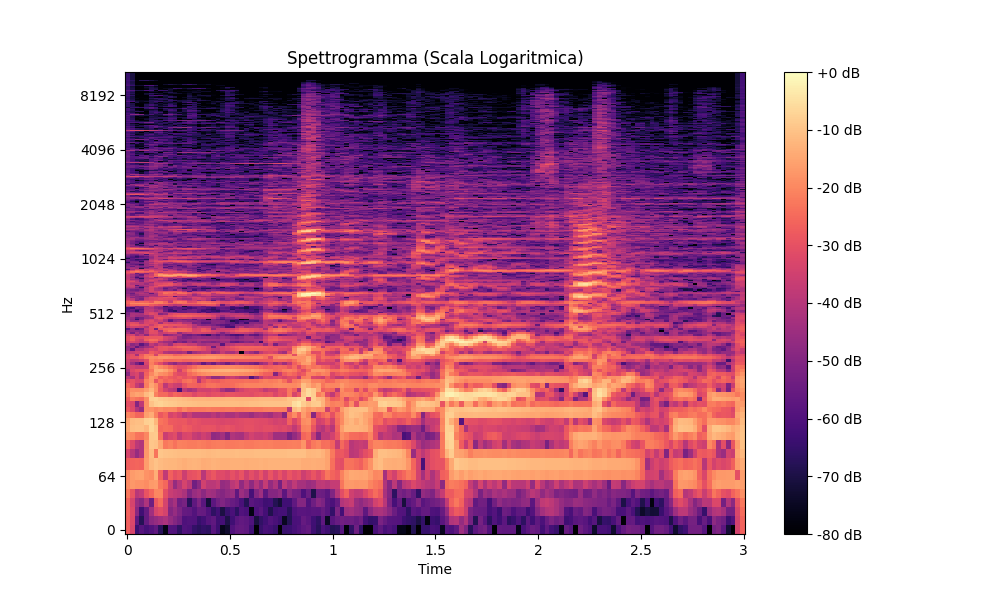 Spettrogramma (Scala Logaritmica)
8192
4096
2048
1024
512
256
128
64
0
Hz
0
0.5
1
1.5
2
2.5
3
Time
+0 dB
-10 dB
-20 dB
-30 dB
-40 dB
-50 dB
-60 dB
-70 dB
-80 dB